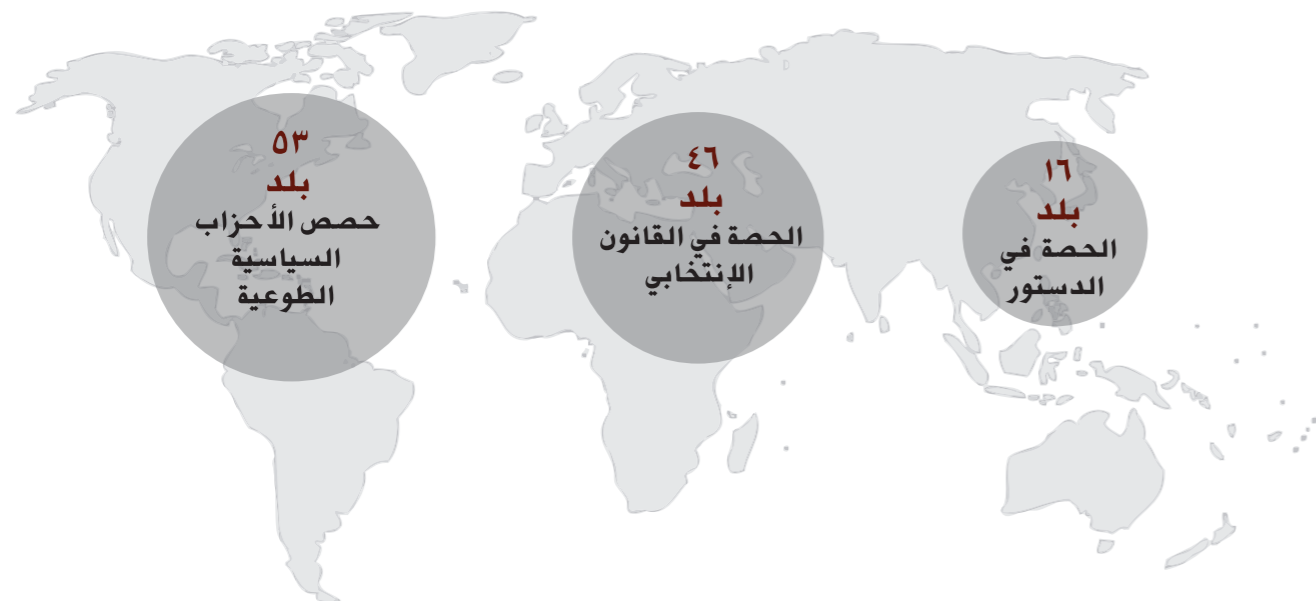 ١٦
بلد
الحصة في
الدستور
٤٦
بلد
الحصة في القانون
الإنتخابي
٥٣
بلد
حصص الأحزاب
السياسية
الطوعية